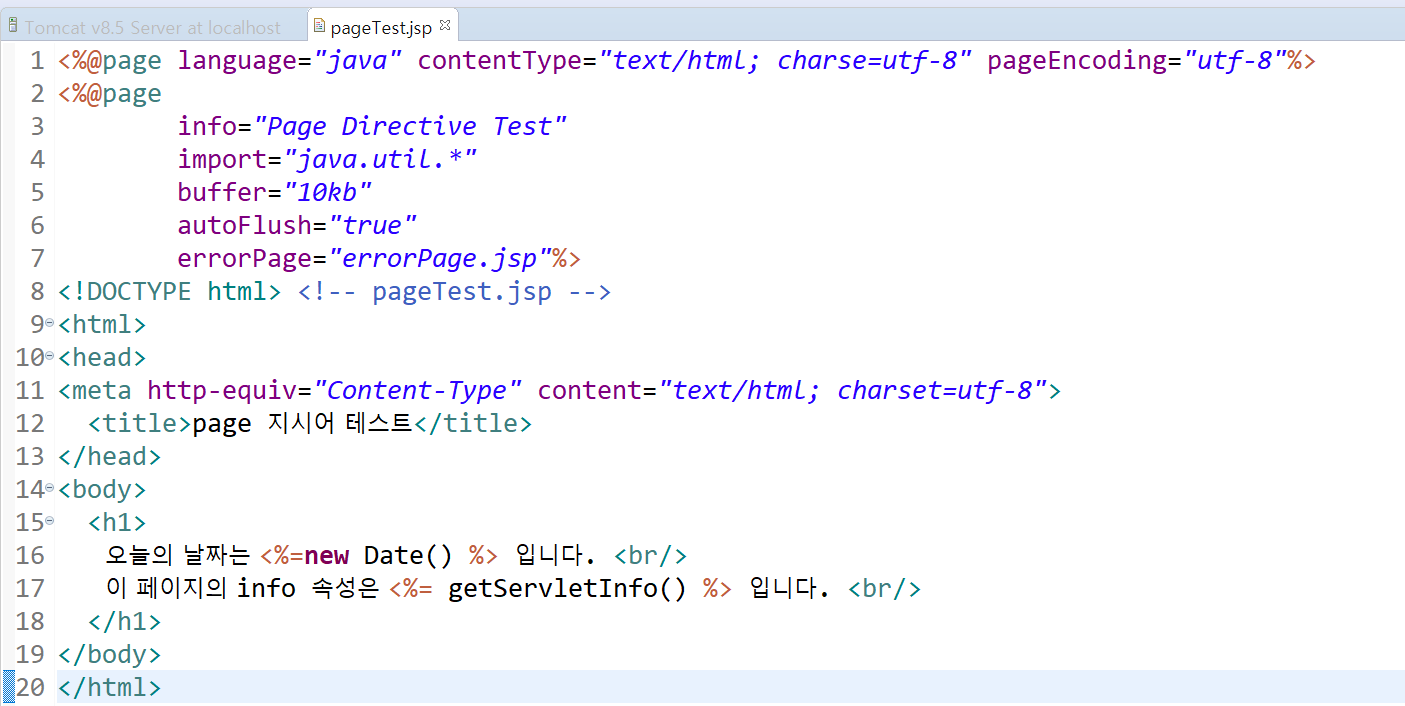 Tomcat v8.5 Server at localhost pageTest.jsp
1 <%@page language="java" contentType="text/html; charse=utf-8" pageEncoding="utf-8"%>
2 <%@page
3 info="Page Directive Test"
4 import="java.util.*"
5 buffer="10kb"
6 autoFlush="true"
7 errorPage="errorPage.jsp"%>
8 <!DOCTYPE html> <!-- pageTest.jsp -->
9 <html>
10 <head>
11 <meta http-equiv="Content-Type" content="text/html; charset=utf-8">
12 <title>page 지시어 테스트</title>
13 </head>
14 <body>
15 <h1>
16 오늘의 날짜는 <%=new Date() %> 입니다. <br/>
17 이 페이지의 info 속성은 <%= getServletInfo() %> 입니다. <br/>
18 </h1>
19 </body>
20 </html>